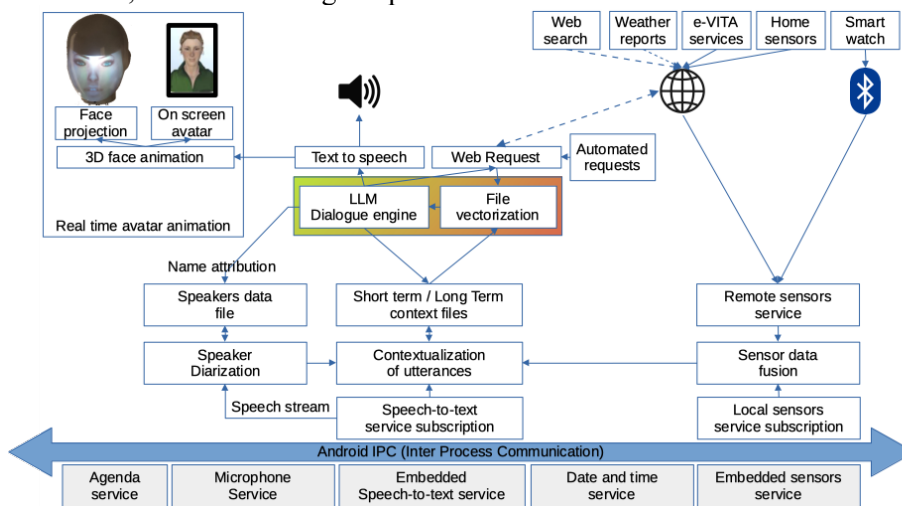 Web
search
Weather
reports
e-VITA
services
Home
sensors
Smart
watch
Face
projection
On screen
avatar
3D face animation
Text to speech
Web Request
Automated
requests
LLM
Dialogue engine
File
vectorization
Real time avatar animation
Name attribution
Speakers data
file
Short term / Long Term
context files
Remote sensors
service
Speaker
Diarization
Contextualization
of utterances
Sensor data
fusion
Speech stream
Speech-to-text
service subscription
Local sensors
service subscription
Android IPC (Inter Process Communication)
Agenda
service
Microphone
Service
Embedded
Speech-to-text service
Date and time
service
Embedded sensors
service